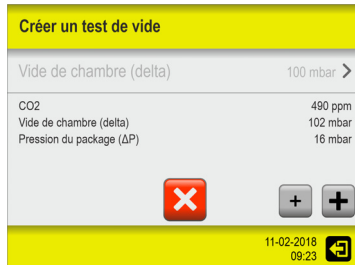 Créer un test de vide
Vide de chambre (delta) 100 mbar
CO2 490 ppm
Vide de chambre (delta) 102 mbar
Pression du package (ΔP) 16 mbar
11-02-2018
09:23